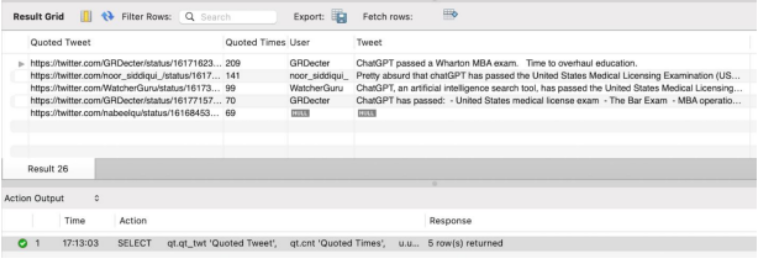 Result Grid Filter Rows: Search Export: Fetch rows:
Quoted Tweet Quoted Times User Tweet
https://twitter.com/GRDecter/status/16171623... 209 GRDecter ChatGPT passed a Wharton MBA exam. Time to overhaul education.
https://twitter.com/noor_siddiqui_/status/1617... 141 noor_siddiqui_ Pretty absurd that chatGPT has passed the United States Medical Licensing Examination (US...
https://twitter.com/WatcherGuru/status/16173... 99 WatcherGuru ChatGPT, an artificial intelligence search tool, has passed the United States Medical Licensing...
https://twitter.com/GRDecter/status/16177157... 70 GRDecter ChatGPT has passed: - United States medical license exam - The Bar Exam - MBA operatio...
https://twitter.com/nabeelqu/status/16168453... 69 NULL NULL
Result 26
Action Output
Time Action Response
1 17:13:03 SELECT qt.qt_twt 'Quoted Tweet', qt.cnt 'Quoted Times', u.u... 5 row(s) returned